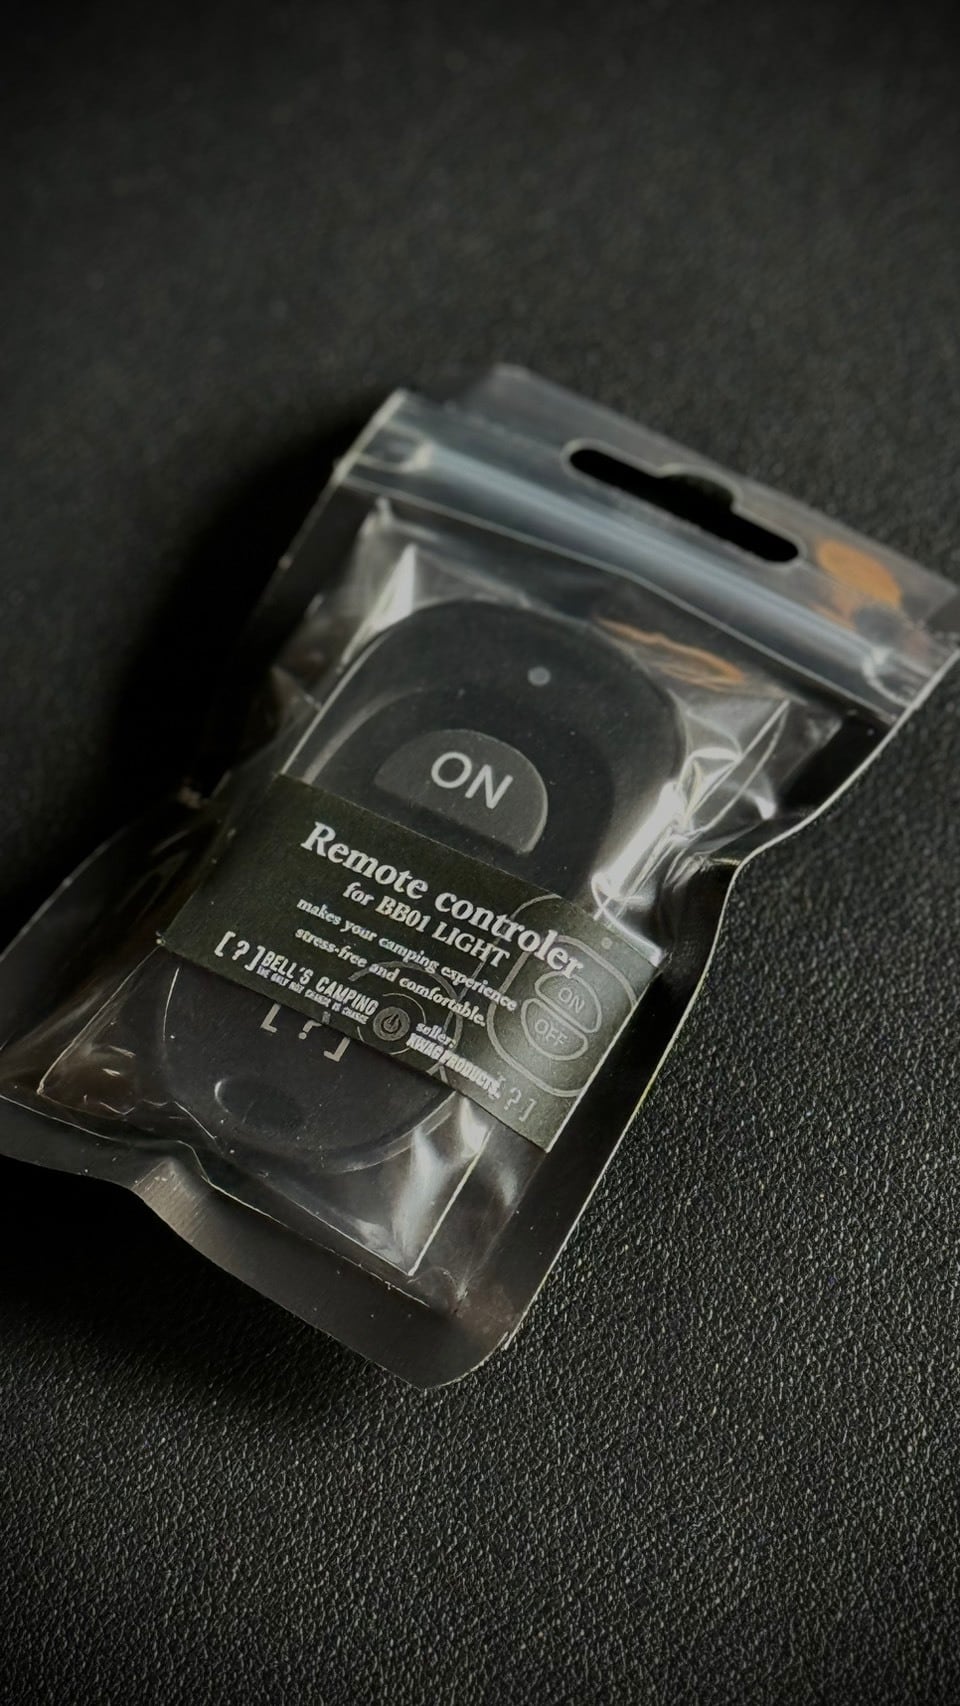 ON
Remote controler
for BB01 LIGHT
makes your camping experience
stress-free and comfortable.
[?] BELL'S CAMPING
seller:
PRODUCTS
ON
OFF
[?]
[?]